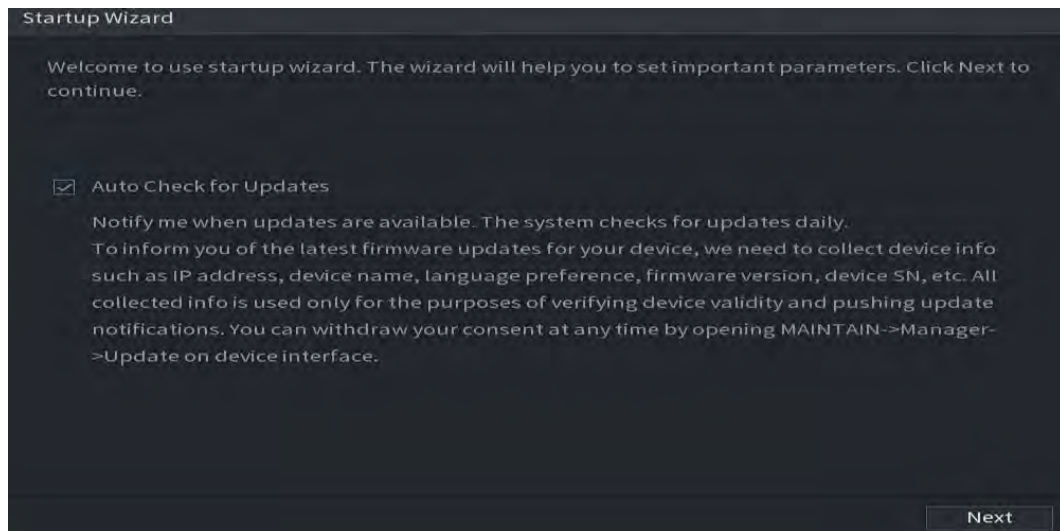 Startup Wizard
Welcome to use startup wizard. The wizard will help you to set important parameters. Click Next to
continue.
Auto Check for Updates
Notify me when updates are available. The system checks for updates daily.
To inform you of the latest firmware updates for your device, we need to collect device info
such as IP address, device name, language preference, firmware version, device SN, etc. All
collected info is used only for the purposes of verifying device validity and pushing update
notifications. You can withdraw your consent at any time by opening MAINTAIN->Manager-
>Update on device interface.
Next